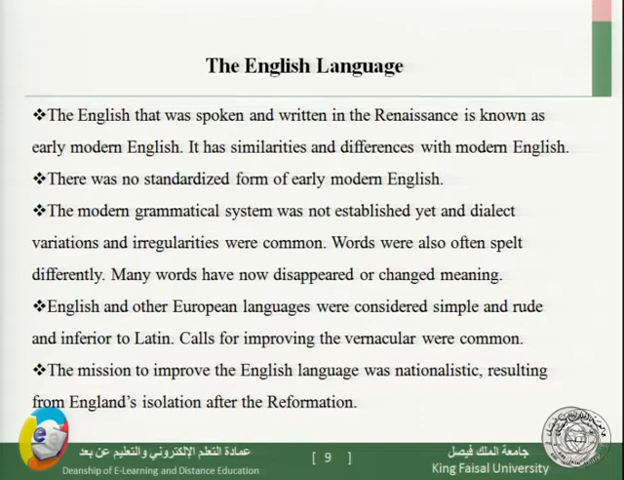 The English Language
❖The English that was spoken and written in the Renaissance is known as
early modern English. It has similarities and differences with modern English.
❖There was no standardized form of early modern English.
❖The modern grammatical system was not established yet and dialect
variations and irregularities were common. Words were also often spelt
differently. Many words have now disappeared or changed meaning.
❖English and other European languages were considered simple and rude
and inferior to Latin. Calls for improving the vernacular were common.
❖The mission to improve the English language was nationalistic, resulting
from England's isolation after the Reformation.
عمادة التعلم الإلكتروني والتعليم عن بعد
Deanship of E-Learning and Distance Education
[ 9 ]
جامعة الملك فيصل
King Faisal University